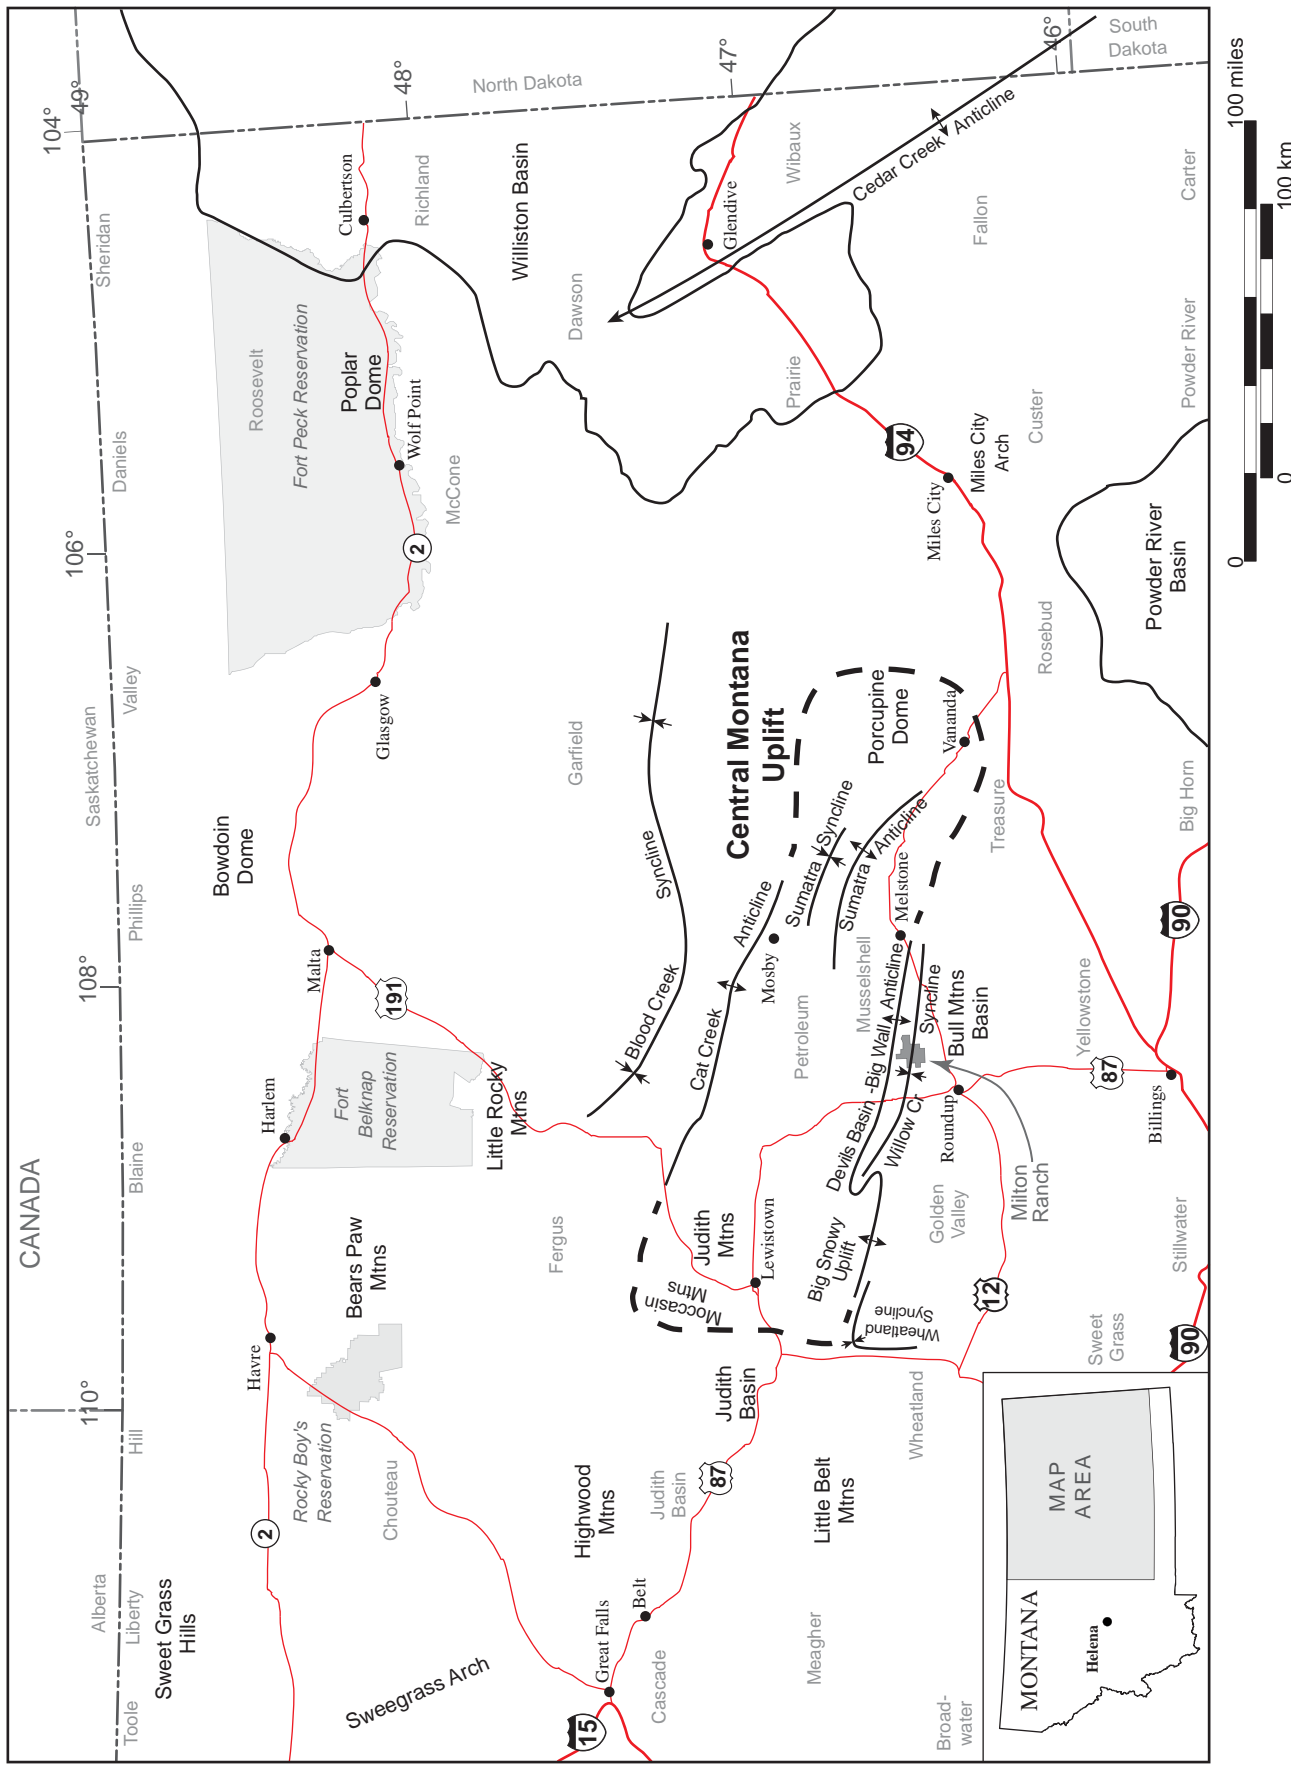 CANADA
Alberta
Saskatchewan
110°
108°
106°
104°
49°
48°
47°
46°
North Dakota
South
Dakota
Toole
Liberty
Hill
Blaine
Phillips
Valley
Daniels
Sheridan
Sweet Grass
Hills
2
Havre
Harlem
Malta
Bowdoin
Dome
Glasgow
Roosevelt
Fort Peck Reservation
Poplar
Dome
Wolf Point
Culbertson
Richland
2
McCone
Rocky Boy's
Reservation
Bears Paw
Mtns
Fort
Belknap
Reservation
191
Chouteau
Sweegrass Arch
Little Rocky
Mtns
Williston Basin
Fergus
Garfield
Dawson
Highwood
Mtns
Great Falls
15
Belt
Cascade
Judith
Basin
87
Judith
Basin
Moccasin
Mtns
Judith
Mtns
Lewistown
Blood Creek
Syncline
Cat Creek
Anticline
Mosby
Central Montana
Uplift
Sumatra
Syncline
Sumatra
Anticline
Porcupine
Dome
Vananda
Glendive
Wibaux
Prairie
Cedar Creek
Anticline
Fallon
Meagher
Little Belt
Mtns
Wheatland
Big Snowy
Uplift
Wheatland
Syncline
Petroleum
Musselshell
Devils Basin -Big Wall
Anticline
Willow Cr
Syncline
Melstone
Bull Mtns
Basin
Roundup
Golden
Valley
Milton
Ranch
12
94
Miles City
Miles City
Arch
Custer
Treasure
Rosebud
Broad-
water
Sweet
Grass
90
Stillwater
Yellowstone
87
Billings
90
Big Horn
Powder River
Basin
Powder River
Carter
MONTANA
Helena
MAP
AREA
0
100 miles
0
100 km